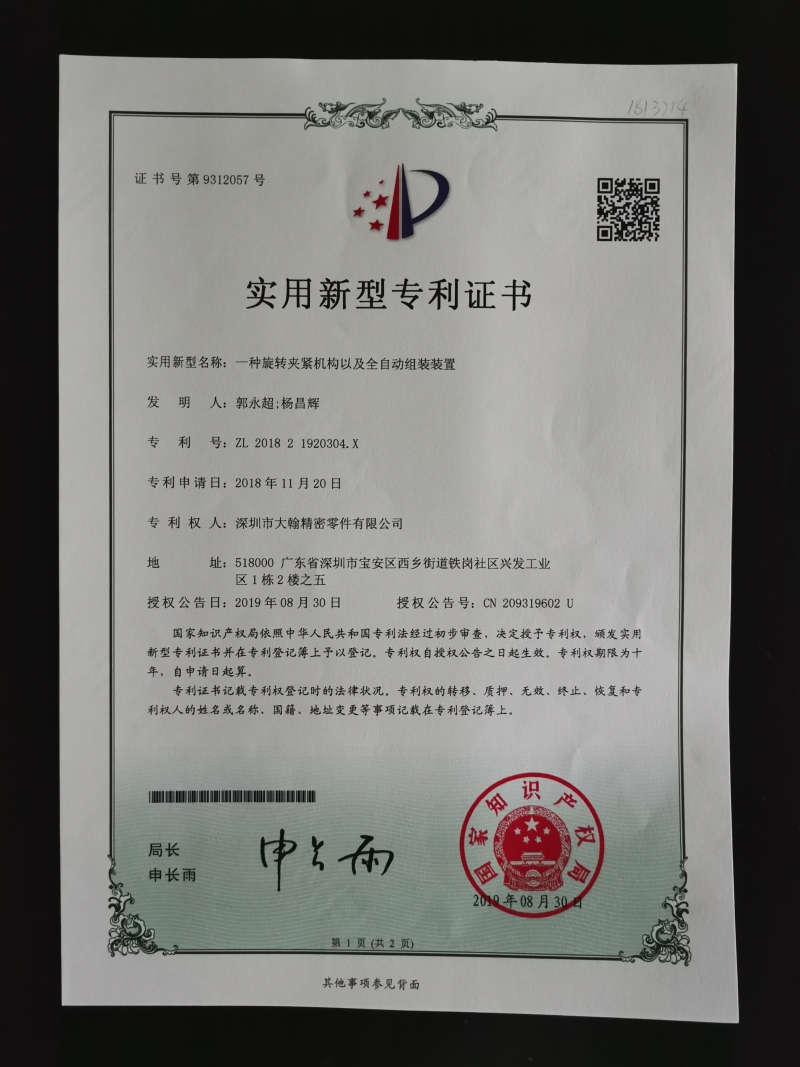 1813714
证书号第9312057号
实用新型专利证书
实用新型名称：一种旋转夹紧机构以及全自动组装装置
发明人：郭永超;杨昌辉
专利号：ZL 2018 2 1920304.X
专利申请日：2018年11月20日
专利权人：深圳市大翰精密零件有限公司
地址：518000 广东省深圳市宝安区西乡街道铁岗社区兴发工业
区1栋2楼之五
授权公告日：2019年08月30日 授权公告号：CN 209319602 U
国家知识产权局依照中华人民共和国专利法经过初步审查，决定授予专利权，颁发实用
新型专利证书并在专利登记簿上予以登记。专利权自授权公告之日起生效。专利权期限为十
年，自申请日起算。
专利证书记载专利权登记时的法律状况。专利权的转移、质押、无效、终止、恢复和专
利权人的姓名或名称、国籍、地址变更等事项记载在专利登记簿上。
局长
申长雨
申长雨
国家知识产权局
2019年08月30日
第 1 页 (共 2 页)
其他事项参见背面